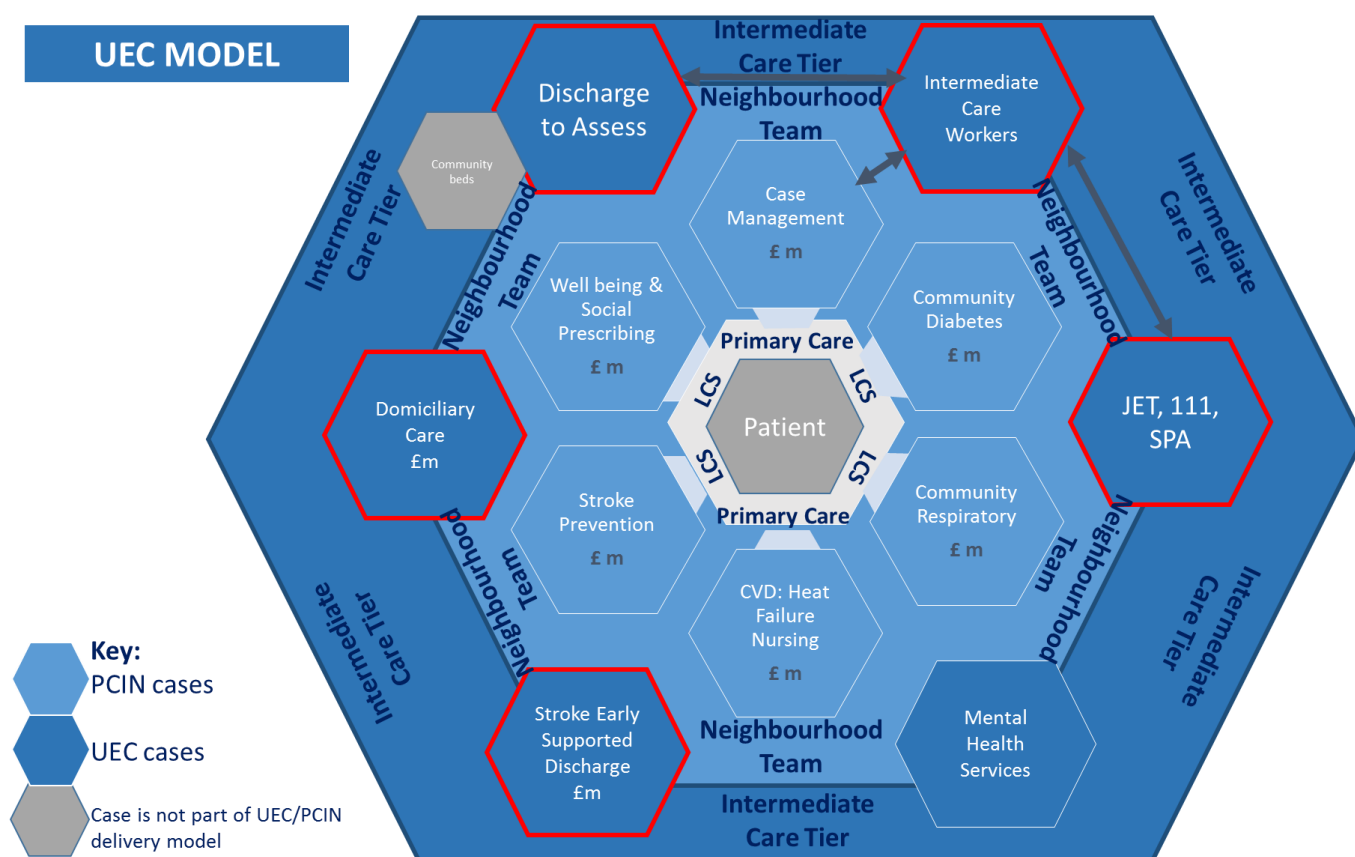 UEC MODEL
Intermediate
Care Tier
Neighbourhood
Team
Discharge
to Assess
Intermediate
Care
Workers
Community
beds
Intermediate
Care Tier
Intermediate
Care Tier
Neighbourhood
Team
Neighbourhood
Team
Case
Management
£ m
Well being &
Social
Prescribing
£ m
Community
Diabetes
£ m
Primary Care
LCS
LCS
Patient
LCS
LCS
Primary Care
Domiciliary
Care
£m
JET, 111,
SPA
Stroke
Prevention
£ m
Community
Respiratory
£ m
CVD: Heat
Failure
Nursing
£ m
Neighbourhood
Team
Neighbourhood
Team
Intermediate
Care Tier
Intermediate
Care Tier
Stroke Early
Supported
Discharge
£m
Neighbourhood
Team
Mental
Health
Services
Intermediate
Care Tier
Key:
PCIN cases
UEC cases
Case is not part of UEC/PCIN
delivery model